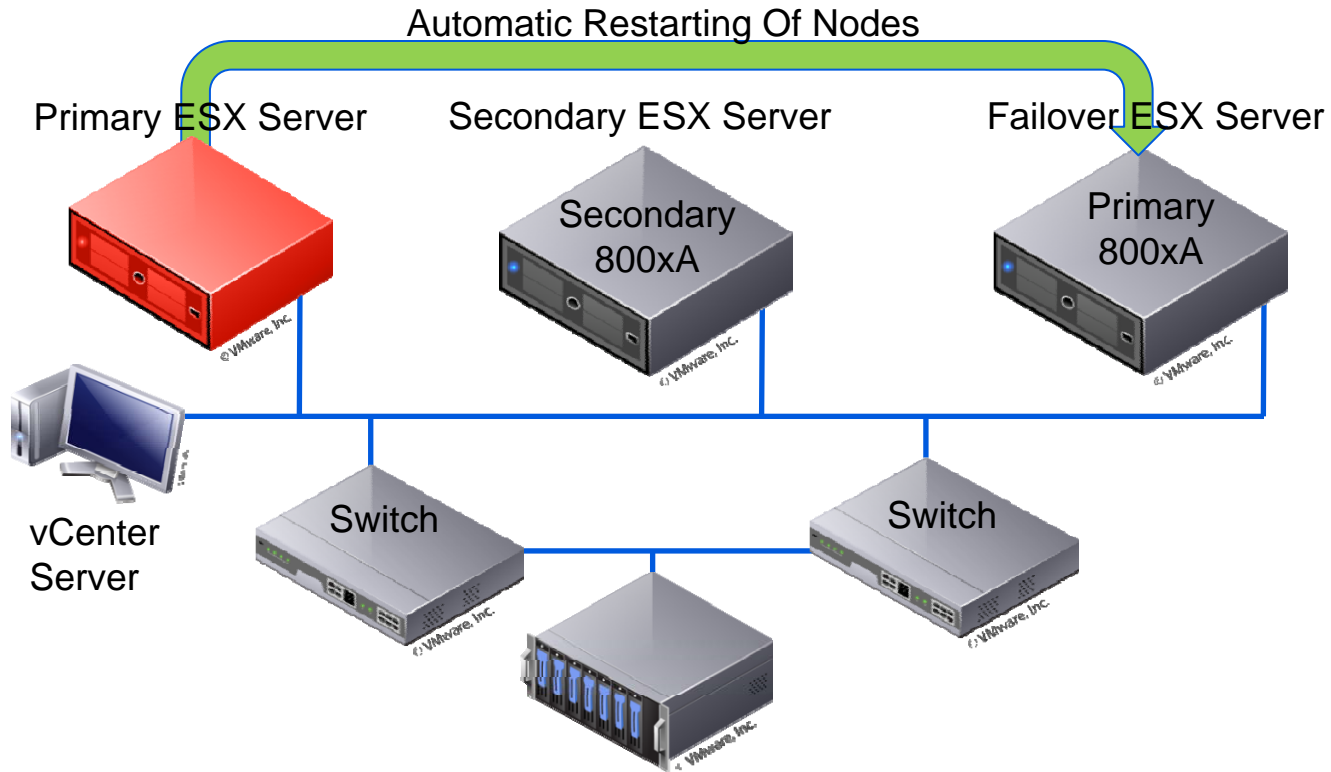 Automatic Restarting Of Nodes
Primary ESX Server
Secondary ESX Server
Failover ESX Server
Secondary
800xA
Primary
800xA
© VMware, Inc.
© VMware, Inc.
© VMware, Inc.
vCenter
Server
Switch
Switch
© VMware, Inc.
© VMware, Inc.
VMware, Inc.